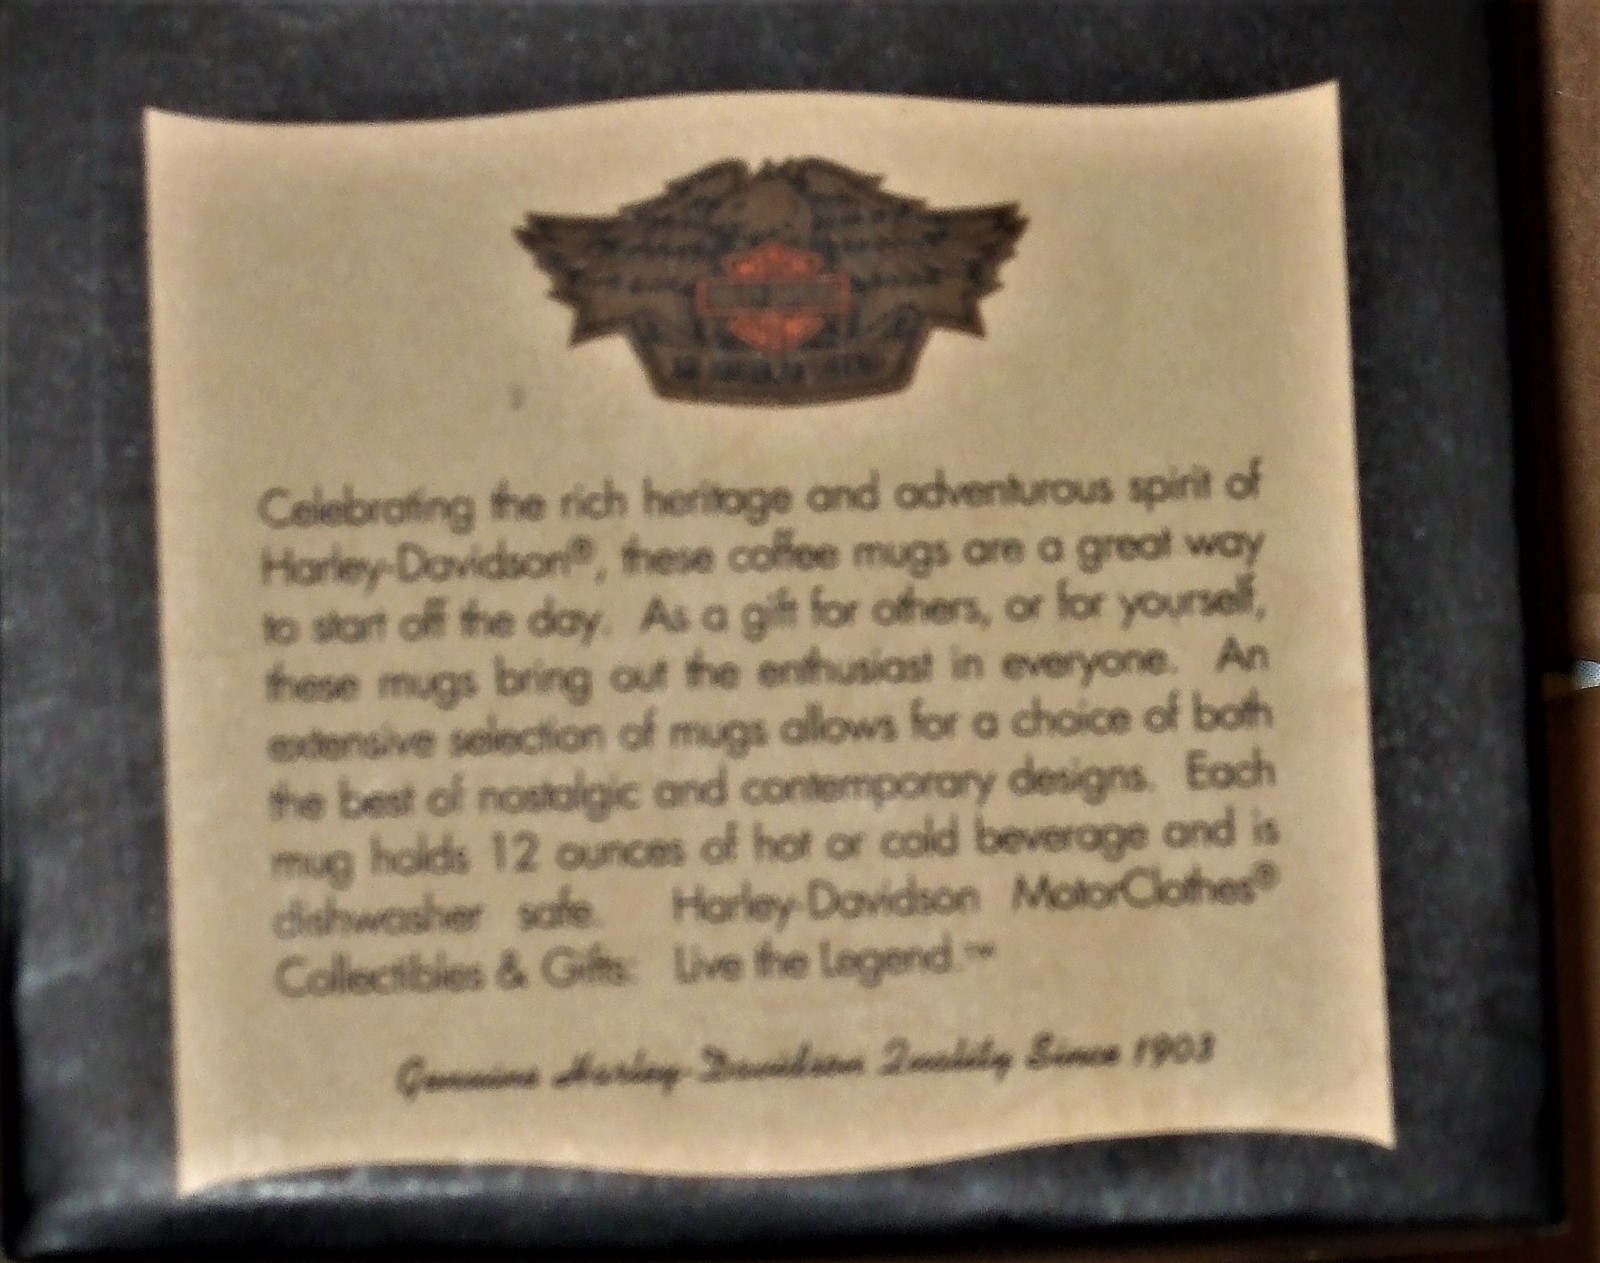 Celebrating the rich heritage and adventurous spirit of
Harley-Davidson®, these coffee mugs are a great way
to start off the day. As a gift for others, or for yourself,
these mugs bring out the enthusiast in everyone. An
extensive selection of mugs allows for a choice of both
the best of nostalgic and contemporary designs. Each
mug holds 12 ounces of hot or cold beverage and is
dishwasher safe. Harley-Davidson MotorClothes®
Collectibles & Gifts: Live the Legend.™
Genuine Harley-Davidson Quality Since 1903